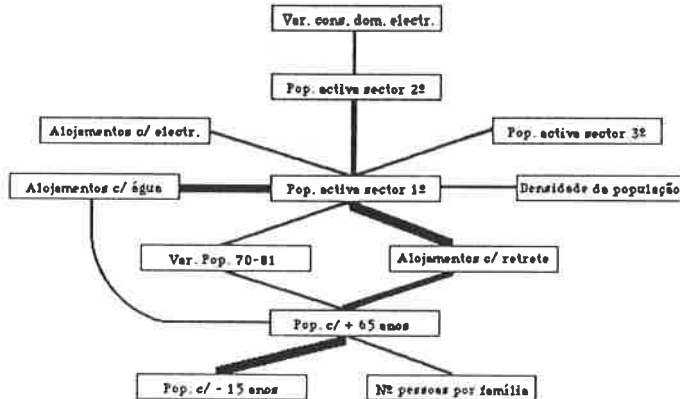 Var. cons. dom. electr.
Pop. activa sector 2º
Alojamentos c/ electr.
Pop. activa sector 3º
Alojamentos c/ água
Pop. activa sector 1º
Densidade da população
Var. Pop. 70-81
Alojamentos c/ retrete
Pop. c/ + 65 anos
Pop. c/ - 15 anos
Nº pessoas por família